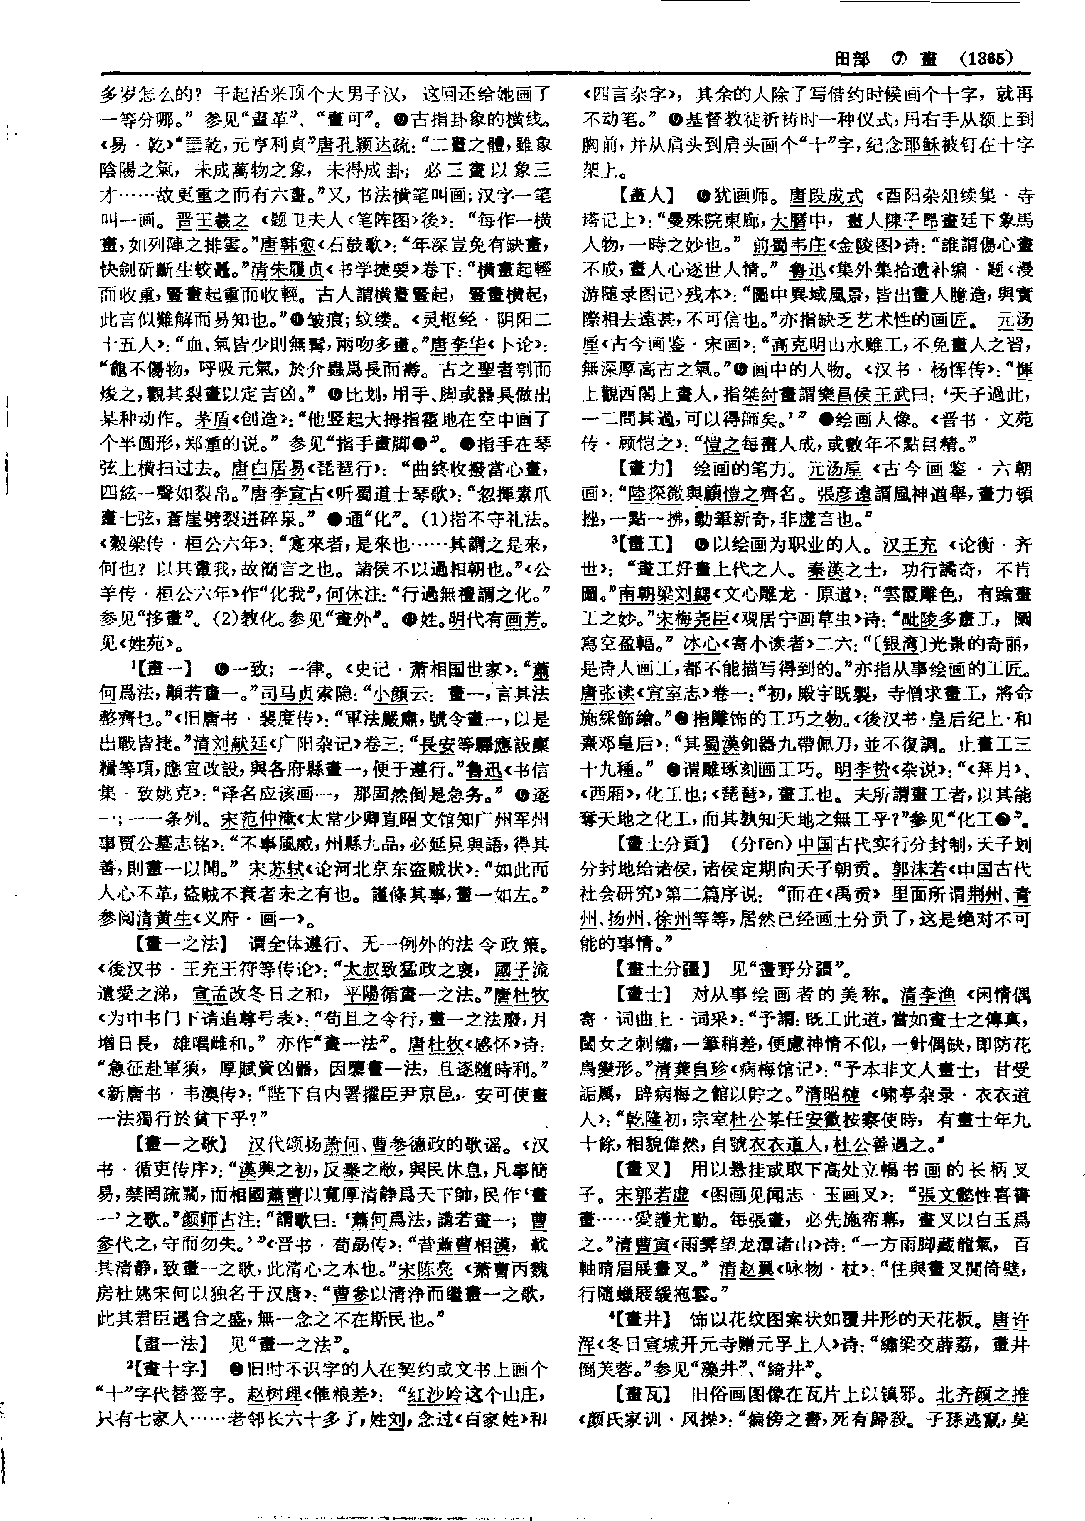 田部 ⑦ 畫 （1365）
多岁怎么的？干起活来顶个大男子汉，这回还给她画了
一等分哪。”参见“畫革”、“畫可”。❿古指卦象的横线。
《易·乾》“☰乾，元亨利貞”唐孔颖达疏：“二畫之體，雖象
陰陽之氣，未成萬物之象，未得成卦；必三畫以象三
才……故更重之而有六畫。”又，书法横笔叫画；汉字一笔
叫一画。晋王羲之《题卫夫人〈笔阵图〉後》：“每作一横
畫，如列陣之排雲。”唐韩愈《石鼓歌》：“年深豈免有缺畫，
快劍斫斷生蛟鼉。”清朱履贞《书学捷要》卷下：“横畫起輕
而收重，豎畫起重而收輕。古人謂横畫豎起，豎畫横起，
此言似難解而易知也。”⓫皱痕；纹缕。《灵枢经·阴阳二
十五人》：“血、氣皆少則無髯，兩吻多畫。”唐李华《卜论》：
“龜不傷物，呼吸元氣，於介蟲爲長而壽。古之聖者刳而
焌之，觀其裂畫以定吉凶。”⓬比划，用手、脚或器具做出
某种动作。茅盾《创造》：“他竖起大拇指霍地在空中画了
个半圆形，郑重的说。”参见“指手畫脚❶”。⓭指手在琴
弦上横扫过去。唐白居易《琵琶行》：“曲終收撥當心畫，
四絃一聲如裂帛。”唐李宣古《听蜀道士琴歌》：“忽揮素爪
畫七弦，蒼崖劈裂迸碎泉。”⓮通“化”。（1）指不守礼法。
《穀梁传·桓公六年》：“寔來者，是來也……其謂之是來，
何也？以其畫我，故簡言之也。諸侯不以過相朝也。”《公
羊传·桓公六年》作“化我”，何休注：“行過無禮謂之化。”
参见“搀畫”。（2）教化。参见“畫外”。⓯姓。明代有画芳。
见《姓苑》。
¹【畫一】 ❶一致；一律。《史记·萧相国世家》：“蕭
何爲法，顜若畫一。”司马贞索隐：“小顔云：畫一，言其法
整齊也。”《旧唐书·裴度传》：“軍法嚴肅，號令畫一，以是
出戰皆捷。”清刘献廷《广阳杂记》卷三：“長安等驛應設糜
糈等項，應宜改設，與各府縣畫一，便于遵行。”鲁迅《书信
集·致姚克》：“译名应该画一，那固然倒是急务。”❷逐
一；一一条列。宋范仲淹《太常少卿直昭文馆知广州军州
事贾公墓志铭》：“不事風威，州縣九品，必延見與語，得其
善，則畫一以聞。”宋苏轼《论河北京东盗贼状》：“如此而
人心不革，盜賊不衰者未之有也。謹條其事，畫一如左。”
参阅清黄生《义府·画一》。
【畫一之法】 谓全体遵行、无一例外的法令政策。
《後汉书·王充王符等传论》：“太叔致猛政之褒，國子流
遺愛之涕，宣孟改冬日之和，平陽循畫一之法。”唐杜牧
《为中书门下请追尊号表》：“苟且之令行，畫一之法廢，月
增日長，雄唱雌和。”亦作“畫一法”。唐杜牧《感怀》诗：
“急征赴軍須，厚賦資凶器，因隳畫一法，且逐隨時利。”
《新唐书·韦澳传》：“陛下自内署擢臣尹京邑，安可使畫
一法獨行於貧下乎？”
【畫一之歌】 汉代颂扬萧何、曹参德政的歌谣。《汉
书·循吏传序》：“漢興之初，反秦之敝，與民休息，凡事簡
易，禁罔疏闊，而相國蕭曹以寬厚清静爲天下帥，民作‘畫
一’之歌。”颜师古注：“謂歌曰：‘蕭何爲法，講若畫一；曹
參代之，守而勿失。’”《晋书·荀勗传》：“昔蕭曹相漢，載
其清静，致畫一之歌，此清心之本也。”宋陈亮《萧曹丙魏
房杜姚宋何以独名于汉唐》：“曹參以清浄而繼畫一之歌，
此其君臣遇合之盛，無一念之不在斯民也。”
【畫一法】 见“畫一之法”。
²【畫十字】 ❶旧时不识字的人在契约或文书上画个
“十”字代替签字。赵树理《催粮差》：“红沙岭这个山庄，
只有七家人……老邻长六十多了，姓刘，念过《百家姓》和
《四言杂字》，其余的人除了写借约时候画个十字，就再
不动笔。”❷基督教徒祈祷时一种仪式，用右手从额上到
胸前，并从肩头到肩头画个“十”字，纪念耶稣被钉在十字
架上。
【畫人】 ❶犹画师。唐段成式《酉阳杂俎续集·寺
塔记上》：“曼殊院東廊，大曆中，畫人陳子昂畫廷下象馬
人物，一時之妙也。”前蜀韦庄《金陵图》诗：“誰謂傷心畫
不成，畫人心逐世人情。”鲁迅《集外集拾遗补编·题〈漫
游随录图记〉残本》：“圖中異域風景，皆出畫人臆造，與實
際相去遠甚，不可信也。”亦指缺乏艺术性的画匠。元汤
垕《古今画鉴·宋画》：“高克明山水雖工，不免畫人之習，
無深厚高古之氣。”❷画中的人物。《汉书·杨恽传》：“惲
上觀西閣上畫人，指桀紂畫謂樂昌侯王武曰：‘天子過此，
一二問其過，可以得師矣。’”❸绘画人像。《晋书·文苑
传·顾恺之》：“愷之每畫人成，或數年不點目精。”
【畫力】 绘画的笔力。元汤垕《古今画鉴·六朝
画》：“陸探微與顧愷之齊名。張彦遠謂風神道舉，畫力頓
挫，一點一拂，動筆新奇，非虚言也。”
³【畫工】 ❶以绘画为职业的人。汉王充《论衡·齐
世》：“畫工好畫上代之人。秦漢之士，功行譎奇，不肯
圖。”南朝梁刘勰《文心雕龙·原道》：“雲霞雕色，有踰畫
工之妙。”宋梅尧臣《观居宁画草虫》诗：“毗陵多畫工，圖
寫空盈幅。”冰心《寄小读者》二六：“〔银湾〕光景的奇丽，
是诗人画工，都不能描写得到的。”亦指从事绘画的工匠。
唐张读《宣室志》卷一：“初，殿宇既製，寺僧求畫工，將命
施綵飾繪。”❷指雕饰的工巧之物。《後汉书·皇后纪上·和
熹邓皇后》：“其蜀漢釦器九帶佩刀，並不復調。止畫工三
十九種。”❸谓雕琢刻画工巧。明李贽《杂说》：“《拜月》、
《西厢》，化工也；《琵琶》，畫工也。夫所謂畫工者，以其能
奪天地之化工，而其孰知天地之無工乎？”参见“化工❷”。
【畫土分貢】 （分fèn）中国古代实行分封制，天子划
分封地给诸侯，诸侯定期向天子朝贡。郭沫若《中国古代
社会研究》第二篇序说：“而在《禹贡》里面所谓荆州、青
州、扬州、徐州等等，居然已经画土分贡了，这是绝对不可
能的事情。”
【畫土分疆】 见“畫野分疆”。
【畫士】 对从事绘画者的美称。清李渔《闲情偶
寄·词曲上·词采》：“予謂：既工此道，當如畫士之傳真，
閨女之刺繡，一筆稍差，便慮神情不似，一針偶缺，即防花
鳥變形。”清龚自珍《病梅馆记》：“予本非文人畫士，甘受
詬厲，辟病梅之館以貯之。”清昭槤《啸亭杂录·衣衣道
人》：“乾隆初，宗室杜公某任安徽按察使時，有畫士年九
十餘，相貌偉然，自號衣衣道人，杜公善遇之。”
【畫叉】 用以悬挂或取下高处立幅书画的长柄叉
子。宋郭若虚《图画见闻志·玉画叉》：“張文懿性喜書
畫……愛護尤勤。每張畫，必先施帘幕，畫叉以白玉爲
之。”清曹寅《雨霁望龙潭诸山》诗：“一方雨脚藏龍氣，百
軸晴眉展畫叉。”清赵翼《咏物·杖》：“住與畫叉閒倚壁，
行隨蠟屐緩拖雲。”
⁴【畫井】 饰以花纹图案状如覆井形的天花板。唐许
浑《冬日宣城开元寺赠元孚上人》诗：“繡梁交薜荔，畫井
倒芙蓉。”参见“藻井”、“綺井”。
【畫瓦】 旧俗画图像在瓦片上以镇邪。北齐颜之推
《颜氏家训·风操》：“偏傍之書，死有歸殺。子孫逃竄，莫